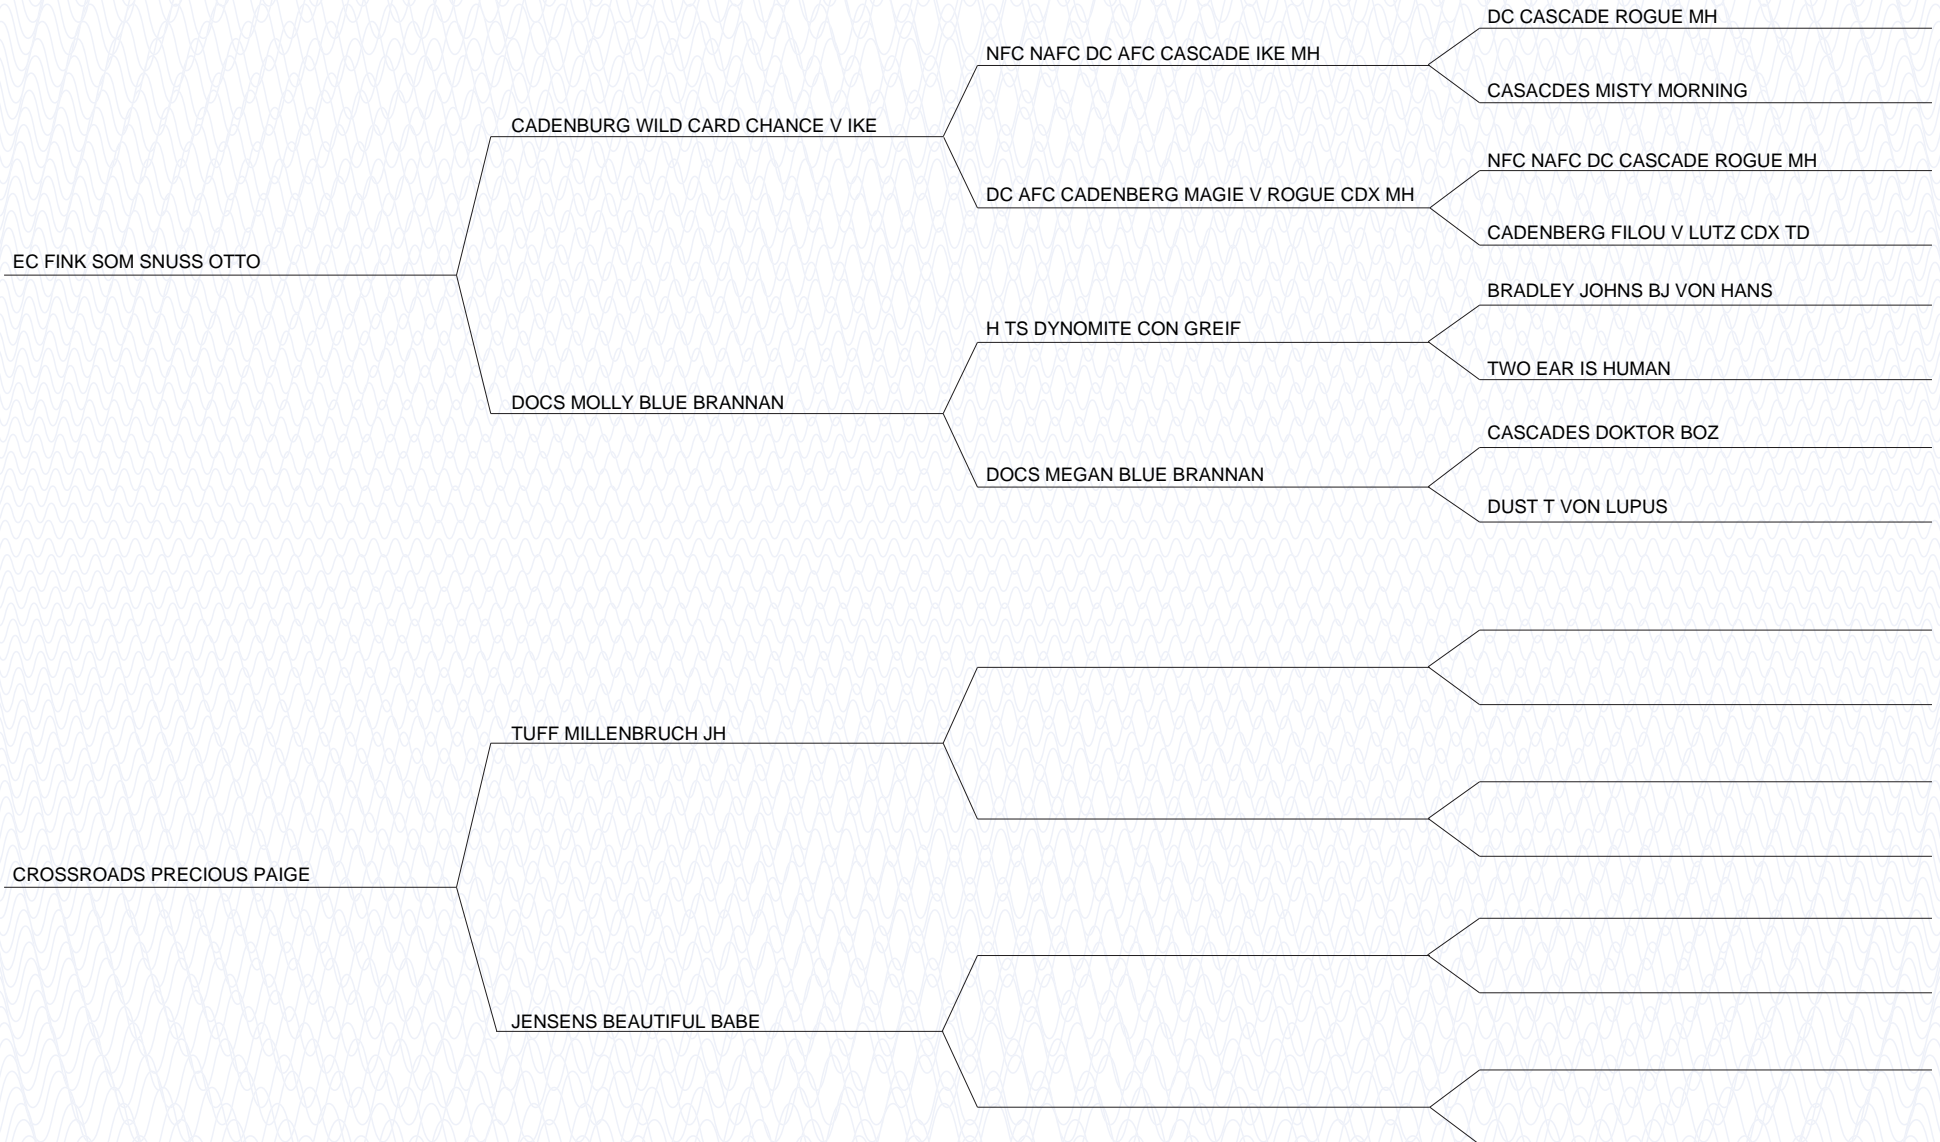 DC CASCADE ROGUE MH
NFC NAFC DC AFC CASCADE IKE MH
CASACDES MISTY MORNING
CADENBURG WILD CARD CHANCE V IKE
NFC NAFC DC CASCADE ROGUE MH
DC AFC CADENBERG MAGIE V ROGUE CDX MH
CADENBERG FILOU V LUTZ CDX TD
EC FINK SOM SNUSS OTTO
BRADLEY JOHNS BJ VON HANS
H TS DYNOMITE CON GREIF
TWO EAR IS HUMAN
DOCS MOLLY BLUE BRANNAN
CASCADES DOKTOR BOZ
DOCS MEGAN BLUE BRANNAN
DUST T VON LUPUS
TUFF MILLENBRUCH JH
CROSSROADS PRECIOUS PAIGE
JENSENS BEAUTIFUL BABE